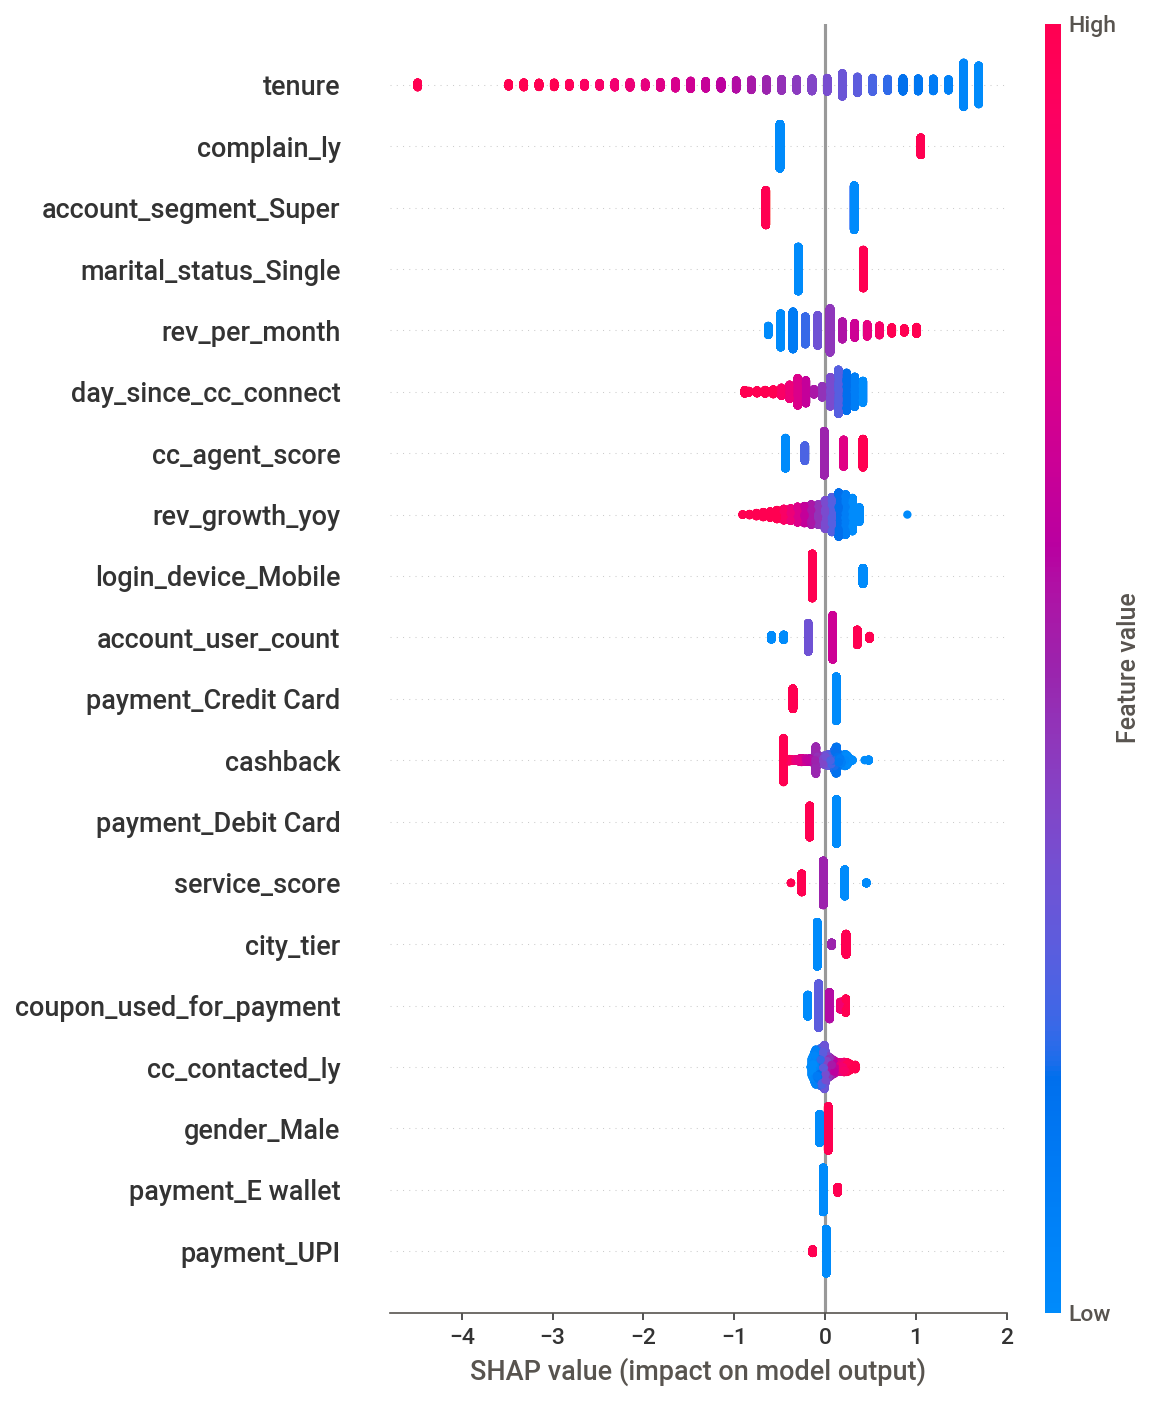 High
tenure
complain_ly
account_segment_Super
marital_status_Single
rev_per_month
day_since_cc_connect
cc_agent_score
rev_growth_yoy
login_device_Mobile
account_user_count
payment_Credit Card
cashback
payment_Debit Card
service_score
city_tier
coupon_used_for_payment
cc_contacted_ly
gender_Male
payment_E wallet
payment_UPI
Feature value
Low
−4 −3 −2 −1 0 1 2
SHAP value (impact on model output)